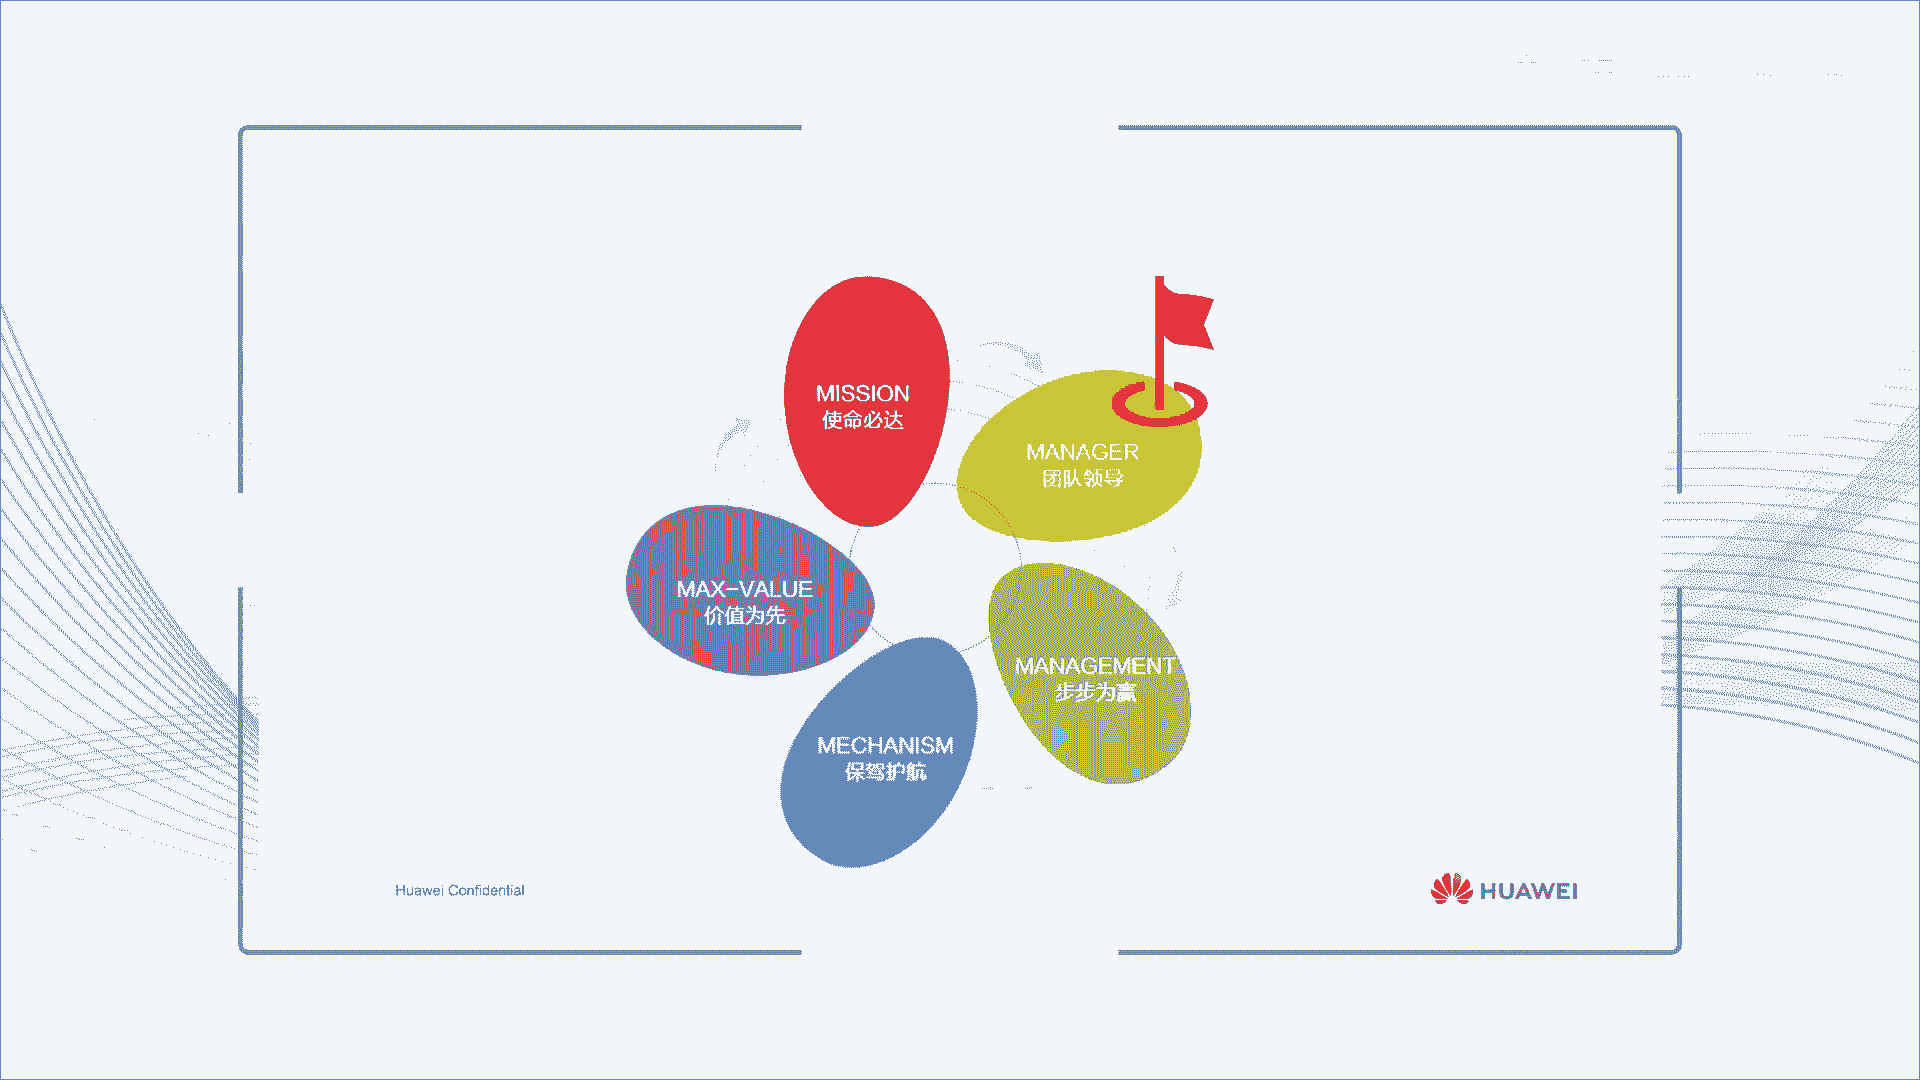 MISSION
使命必达
MANAGER
团队领导
MAX-VALUE
价值为先
MANAGEMENT
步步为赢
MECHANISM
保驾护航
Huawei Confidential
HUAWEI